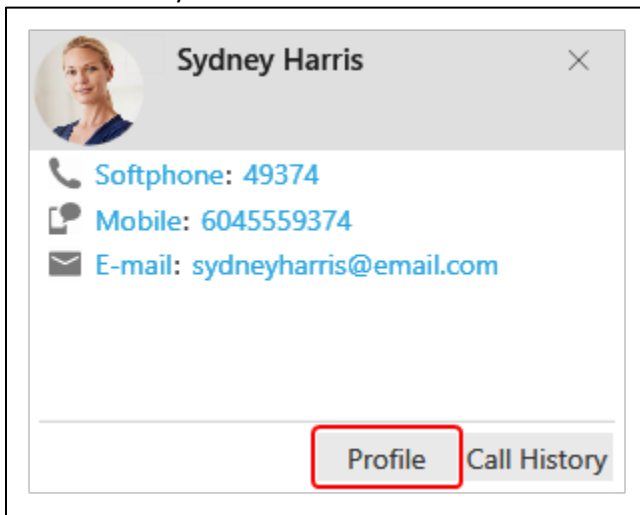 Sydney Harris
Softphone: 49374
Mobile: 6045559374
E-mail: sydneyharris@email.com
Profile Call History